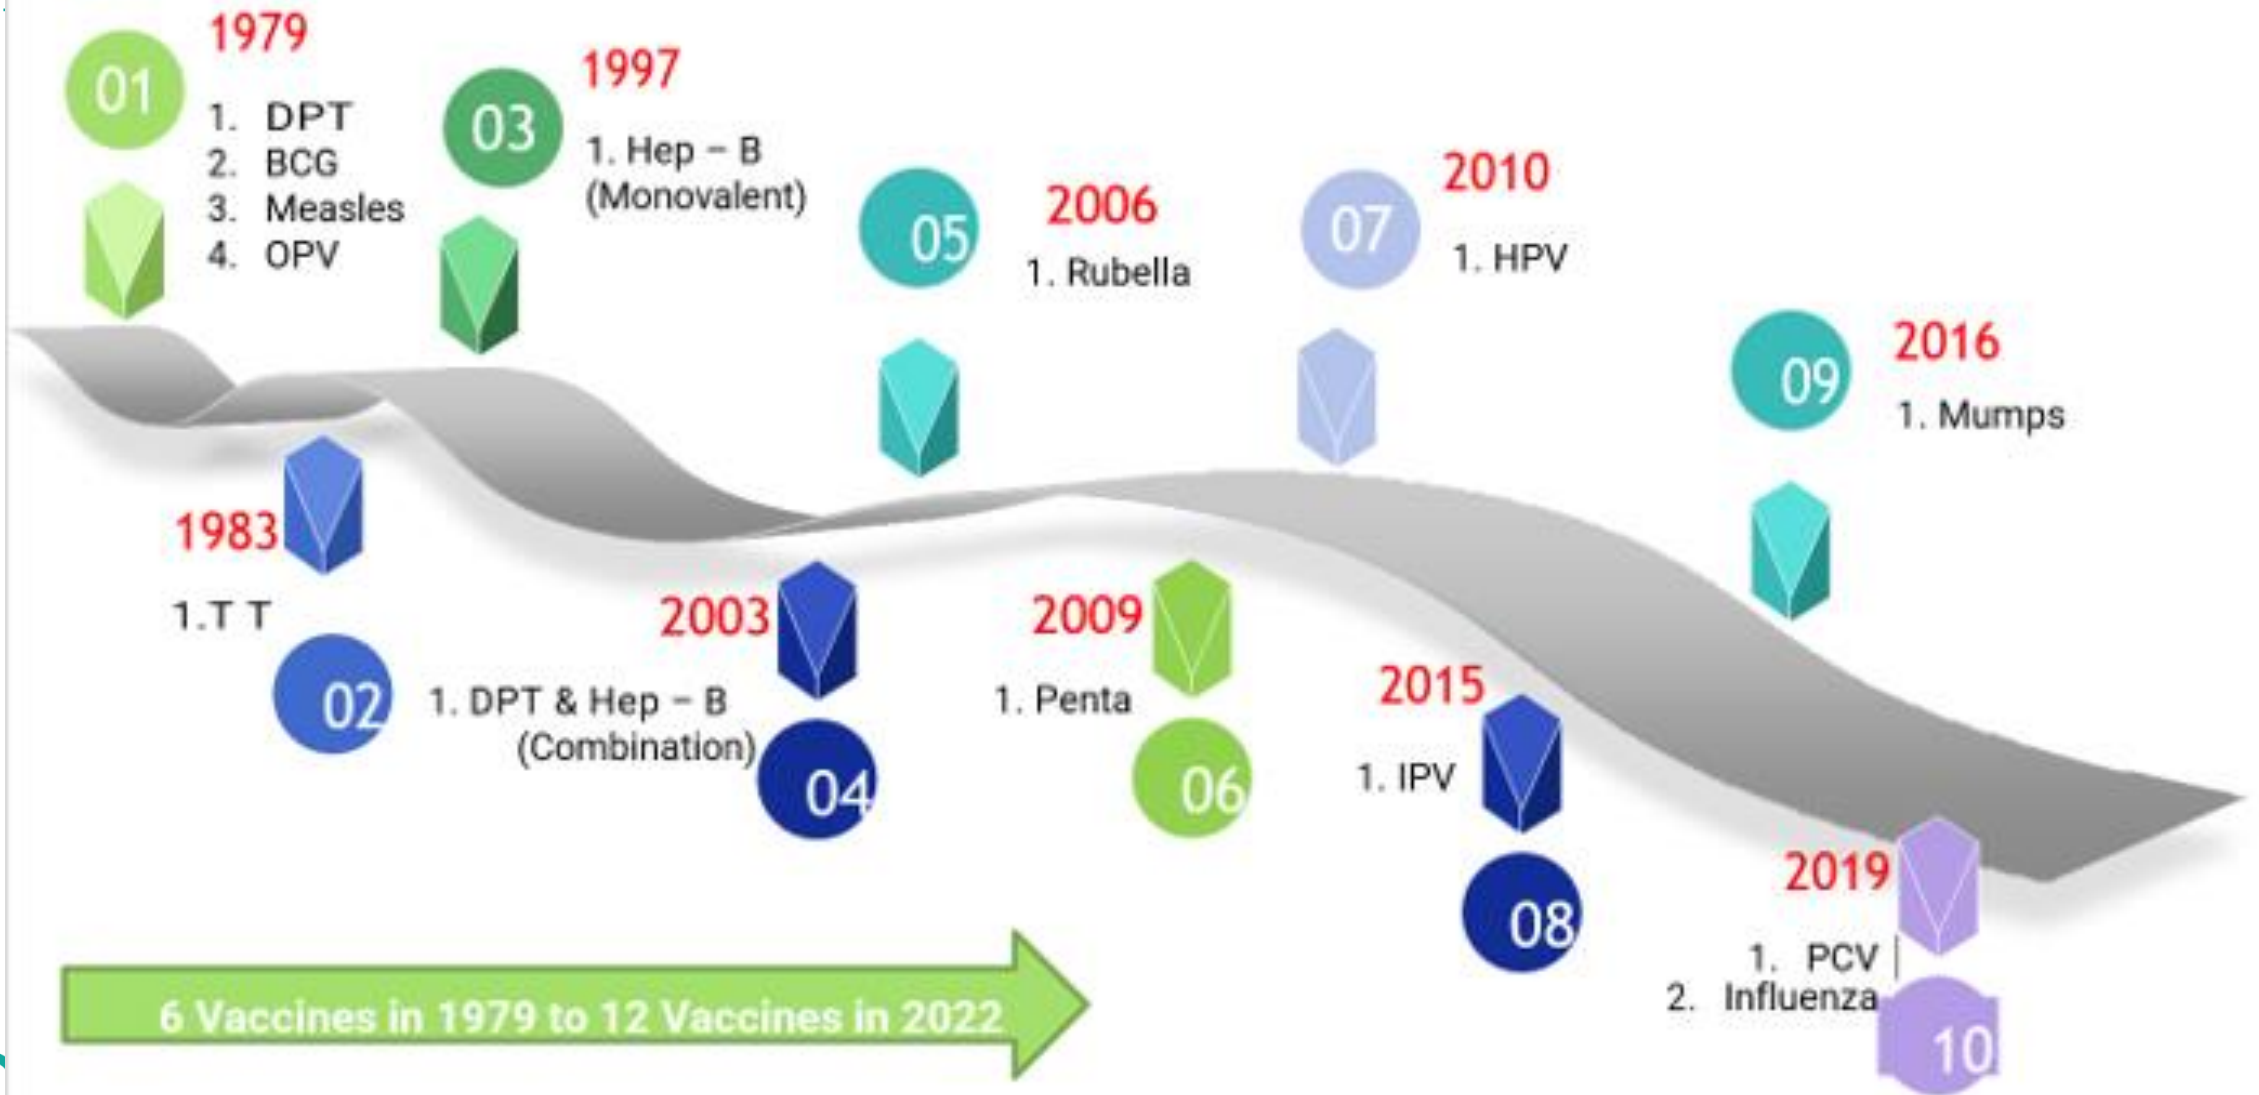 01
1979
1. DPT
2. BCG
3. Measles
4. OPV
1983
1.T T
02
03
1997
1. Hep – B
(Monovalent)
2003
1. DPT & Hep – B
(Combination)
04
05
2006
1. Rubella
2009
1. Penta
06
07
2010
1. HPV
2015
1. IPV
08
09
2016
1. Mumps
2019
1. PCV
2. Influenza
10
6 Vaccines in 1979 to 12 Vaccines in 2022